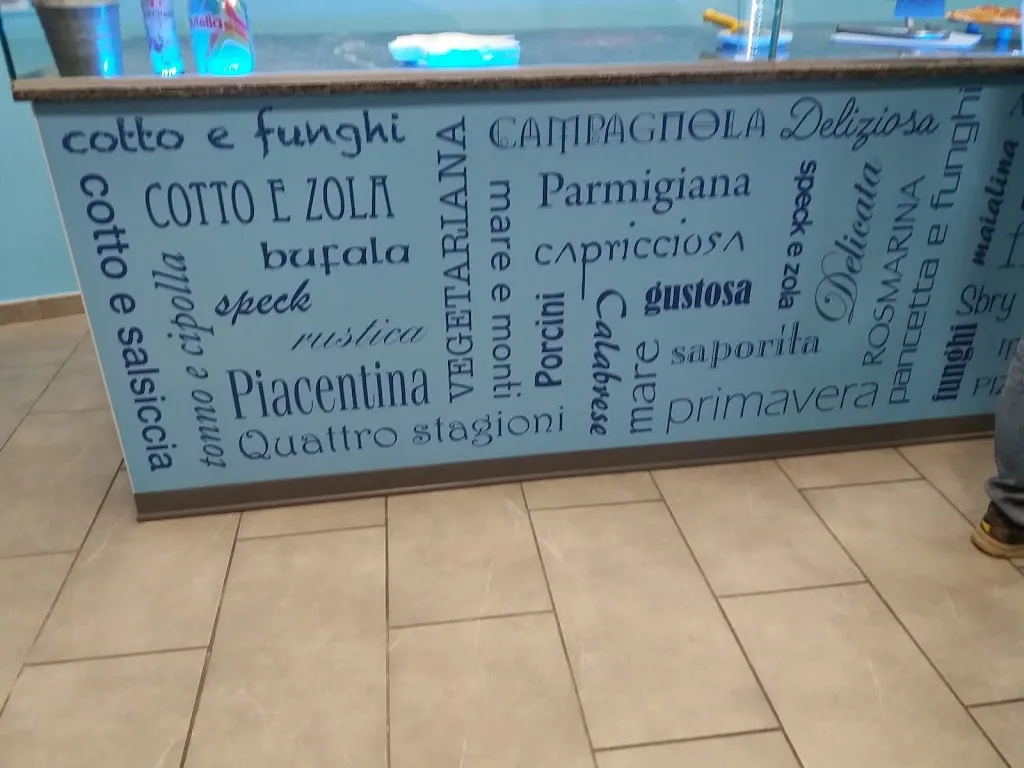 cotto e funghi
CAMPAGNOLA
Deliziosa
COTTO E ZOLA
VEGETARIANA
Parmigiana
cotto e salsiccia
tonno e cipolla
bufala
mare e monti
capricciosa
speck e zola
Delicata
ROSMARINA
pancetta e funghi
maialina
speck
gustosa
rustica
Porcini
Calabrese
saporita
Sbry
funghi
Piacentina
mare
primavera
Quattro stagioni